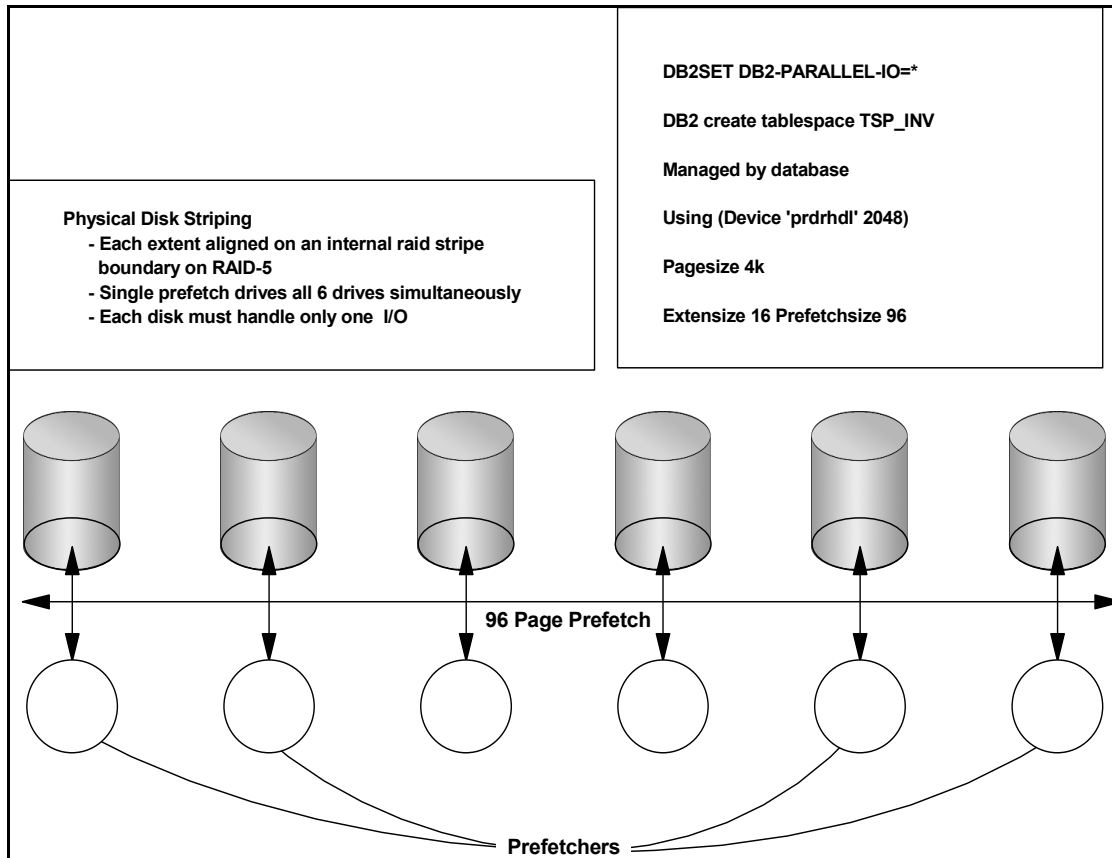 DB2SET DB2-PARALLEL-IO=*
DB2 create tablespace TSP_INV
Managed by database
Using (Device 'prdrhdl' 2048)
Pagesize 4k
Extensize 16 Prefetchsize 96
Physical Disk Striping
- Each extent aligned on an internal raid stripe
boundary on RAID-5
- Single prefetch drives all 6 drives simultaneously
- Each disk must handle only one I/O
96 Page Prefetch
Prefetchers